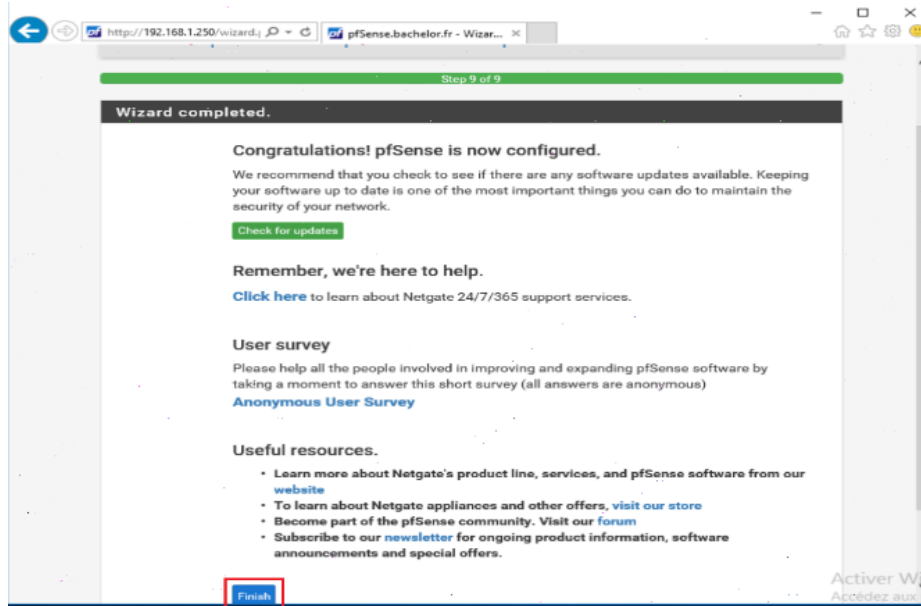 http://192.168.1.250/wizard.
pfSense.bachelor.fr - Wizar...
Step 9 of 9
Wizard completed.
Congratulations! pfSense is now configured.
We recommend that you check to see if there are any software updates available. Keeping
your software up to date is one of the most important things you can do to maintain the
security of your network.
Check for updates
Remember, we're here to help.
Click here to learn about Netgate 24/7/365 support services.
User survey
Please help all the people involved in improving and expanding pfSense software by
taking a moment to answer this short survey (all answers are anonymous)
Anonymous User Survey
Useful resources.
• Learn more about Netgate's product line, services, and pfSense software from our
website
• To learn about Netgate appliances and other offers, visit our store
• Become part of the pfSense community. Visit our forum
• Subscribe to our newsletter for ongoing product information, software
announcements and special offers.
Finish
Activer Wi
Accédez aux